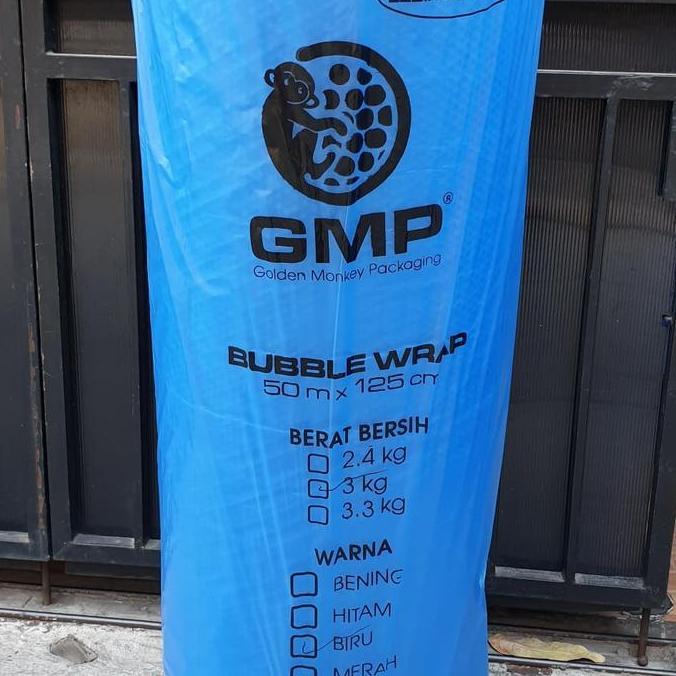 GMP®
Golden Monkey Packaging
BUBBLE WRAP
50 m x 125 cm
BERAT BERSIH
2.4 kg
3 kg
3.3 kg
WARNA
BENING
HITAM
BIRU
MERAH